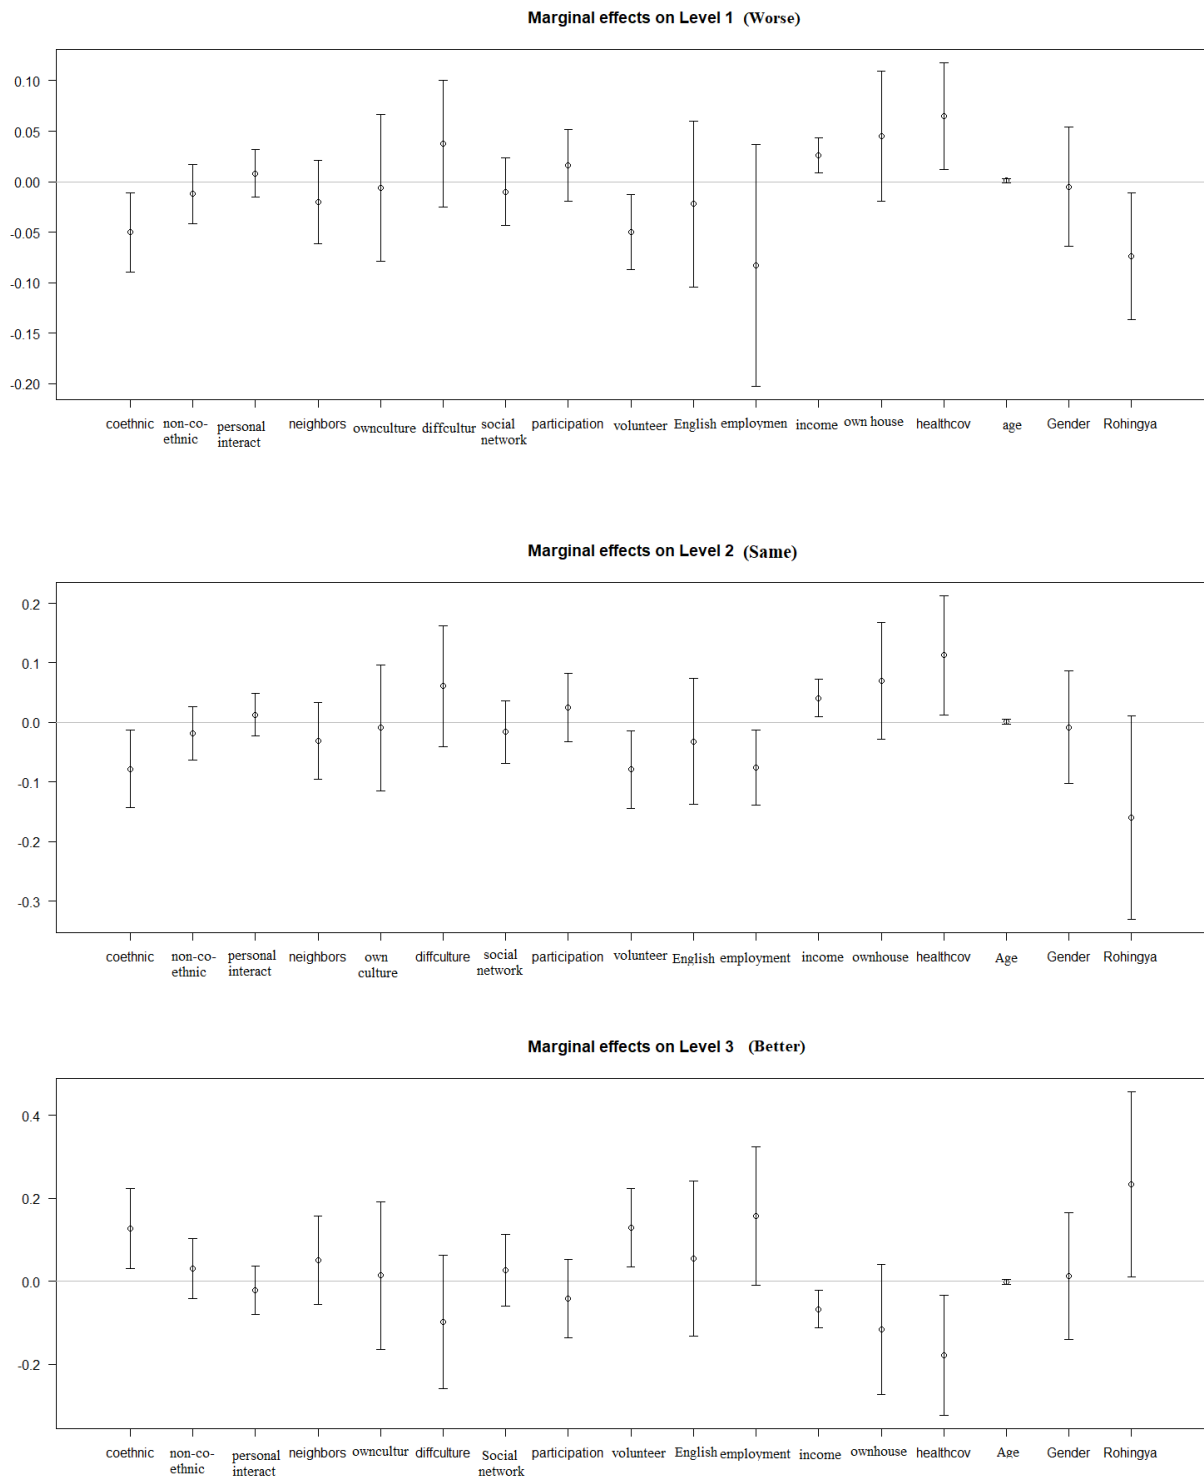 Marginal effects on Level 1 (Worse)
0.10
0.05
0.00
-0.05
-0.10
-0.15
-0.20
coethnic non-co-ethnic personal interact neighbors ownculture diffcultur social network participation volunteer English employmen income own house healthcov age Gender Rohingya
Marginal effects on Level 2 (Same)
0.2
0.1
0.0
-0.1
-0.2
-0.3
coethnic non-co-ethnic personal interact neighbors own culture diffculture social network participation volunteer English employment income ownhouse healthcov Age Gender Rohingya
Marginal effects on Level 3 (Better)
0.4
0.2
0.0
-0.2
coethnic non-co-ethnic personal interact neighbors owncultur diffculture Social network participation volunteer English employment income ownhouse healthcov Age Gender Rohingya